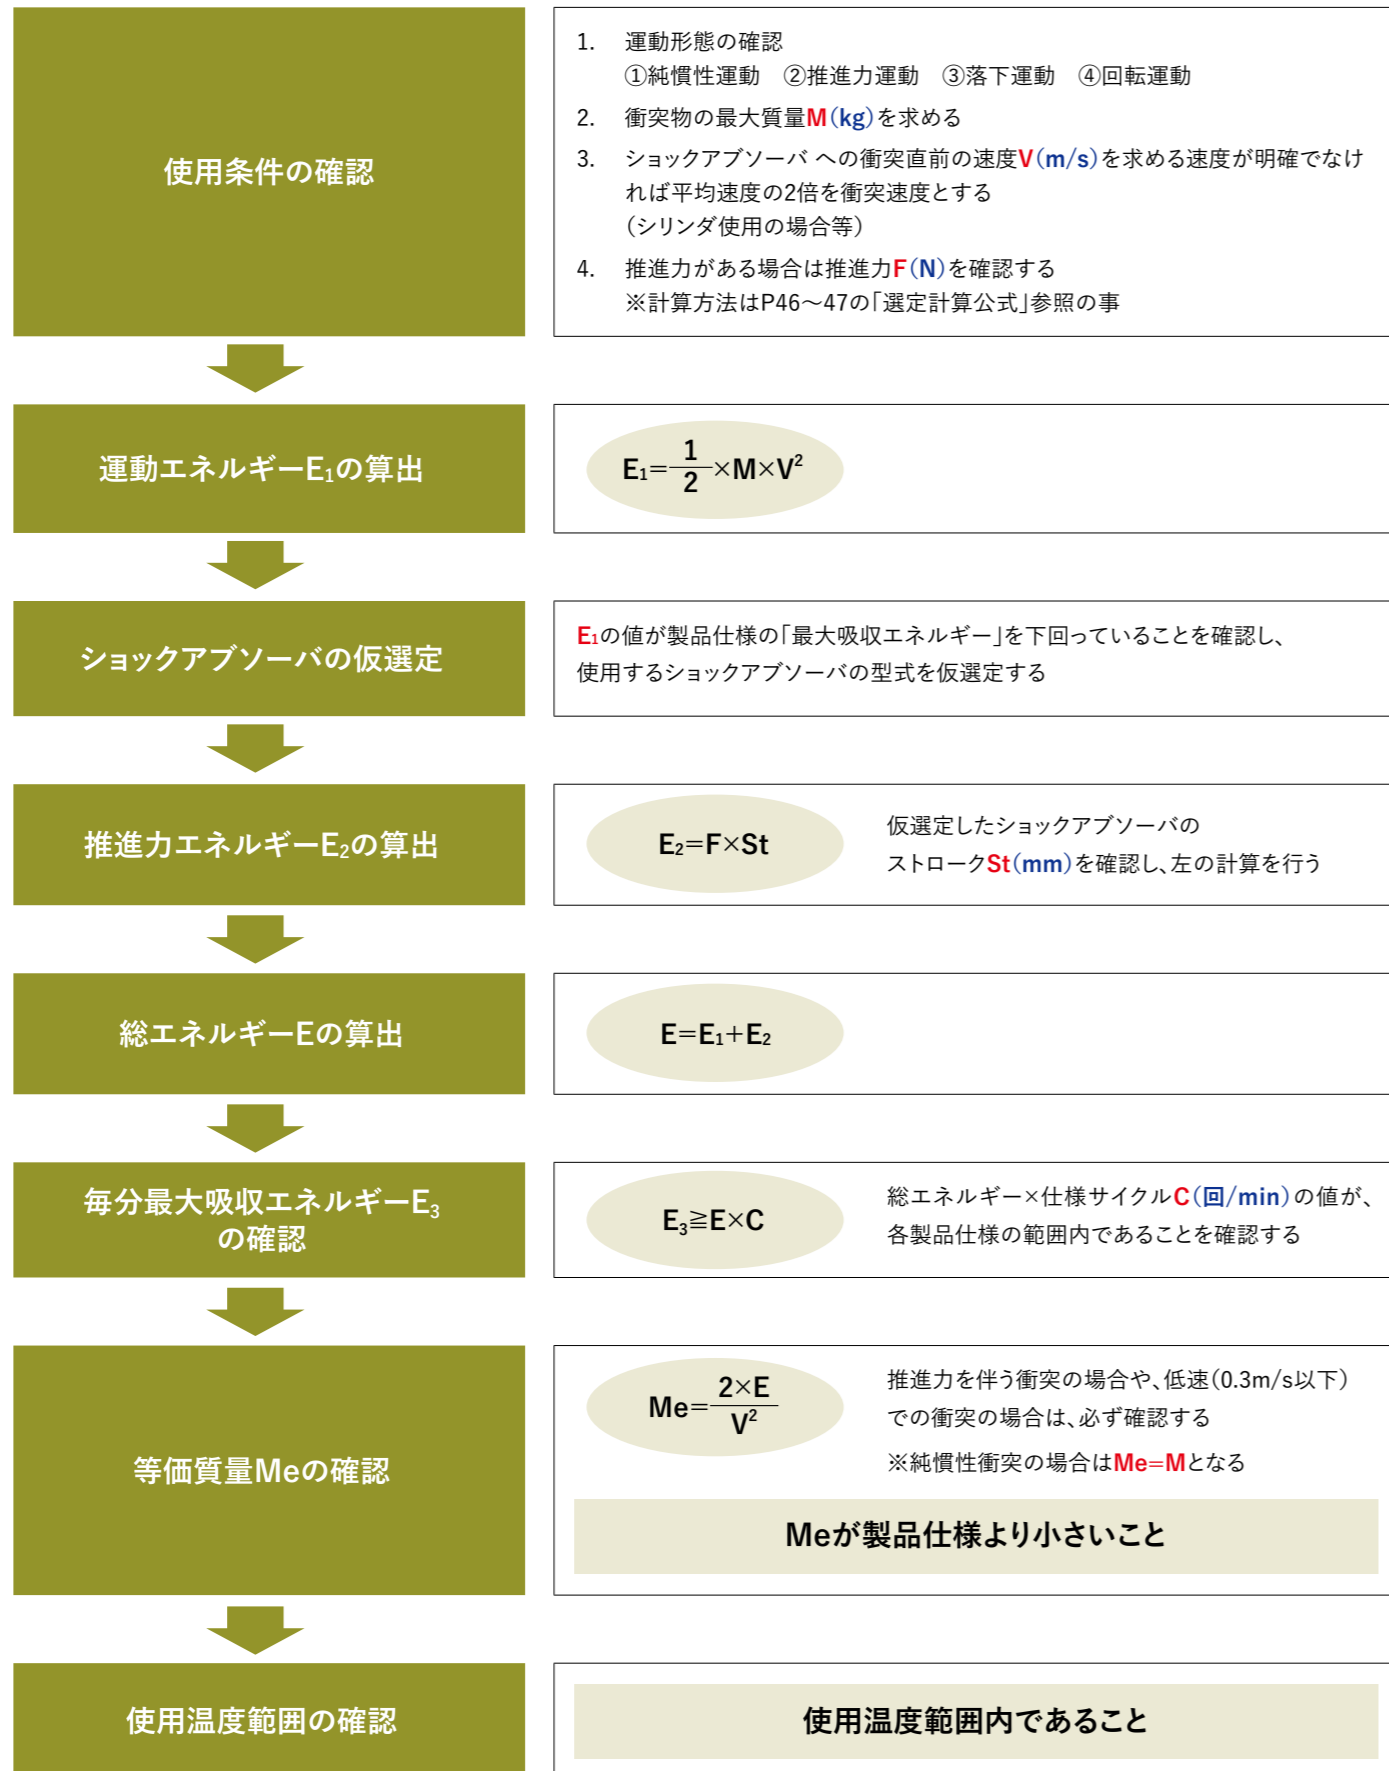 使用条件の確認
1. 運動形態の確認
①純慣性運動 ②推進力運動 ③落下運動 ④回転運動
2. 衝突物の最大質量M(kg)を求める
3. ショックアブソーバ への衝突直前の速度V(m/s)を求める速度が明確でなけ
れば平均速度の2倍を衝突速度とする
(シリンダ使用の場合等)
4. 推進力がある場合は推進力F(N)を確認する
※計算方法はP46〜47の「選定計算公式」参照の事
運動エネルギーE₁の算出
E₁=1/2×M×V²
ショックアブソーバの仮選定
E₁の値が製品仕様の「最大吸収エネルギー」を下回っていることを確認し、
使用するショックアブソーバの型式を仮選定する
推進力エネルギーE₂の算出
E₂=F×St
仮選定したショックアブソーバの
ストロークSt(mm)を確認し、左の計算を行う
総エネルギーEの算出
E=E₁+E₂
毎分最大吸収エネルギーE₃
の確認
E₃≧E×C
総エネルギー×仕様サイクルC(回/min)の値が、
各製品仕様の範囲内であることを確認する
等価質量Meの確認
Me=2×E/V²
推進力を伴う衝突の場合や、低速(0.3m/s以下)
での衝突の場合は、必ず確認する
※純慣性衝突の場合はMe=Mとなる
Meが製品仕様より小さいこと
使用温度範囲の確認
使用温度範囲内であること